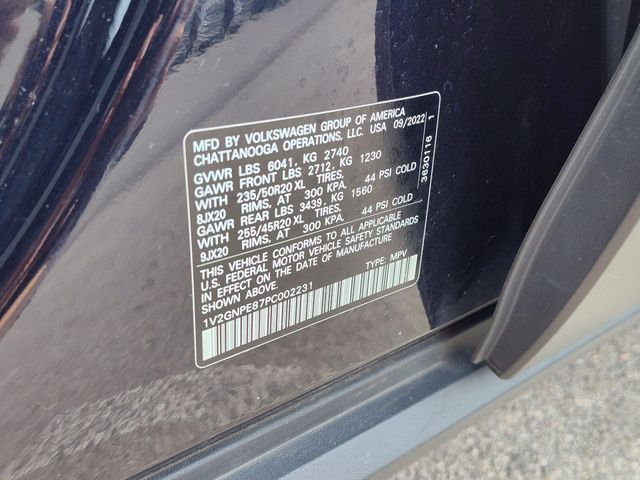 MFD BY VOLKSWAGEN GROUP OF AMERICA
CHATTANOOGA OPERATIONS, LLC. USA 09/2022
GVWR LBS 6041, KG 2740
GAWR FRONT LBS 2712, KG 1230
WITH 235/50R20 XL TIRES,
8JX20 RIMS, AT 300 KPA, 44 PSI COLD
GAWR REAR LBS 3439, KG 1560
WITH 255/45R20 XL TIRES,
9JX20 RIMS, AT 300 KPA, 44 PSI COLD
THIS VEHICLE CONFORMS TO ALL APPLICABLE
U.S. FEDERAL MOTOR VEHICLE SAFETY STANDARDS
IN EFFECT ON THE DATE OF MANUFACTURE
SHOWN ABOVE.
1V2GNPE87PC002231 TYPE: MPV
3630116 1